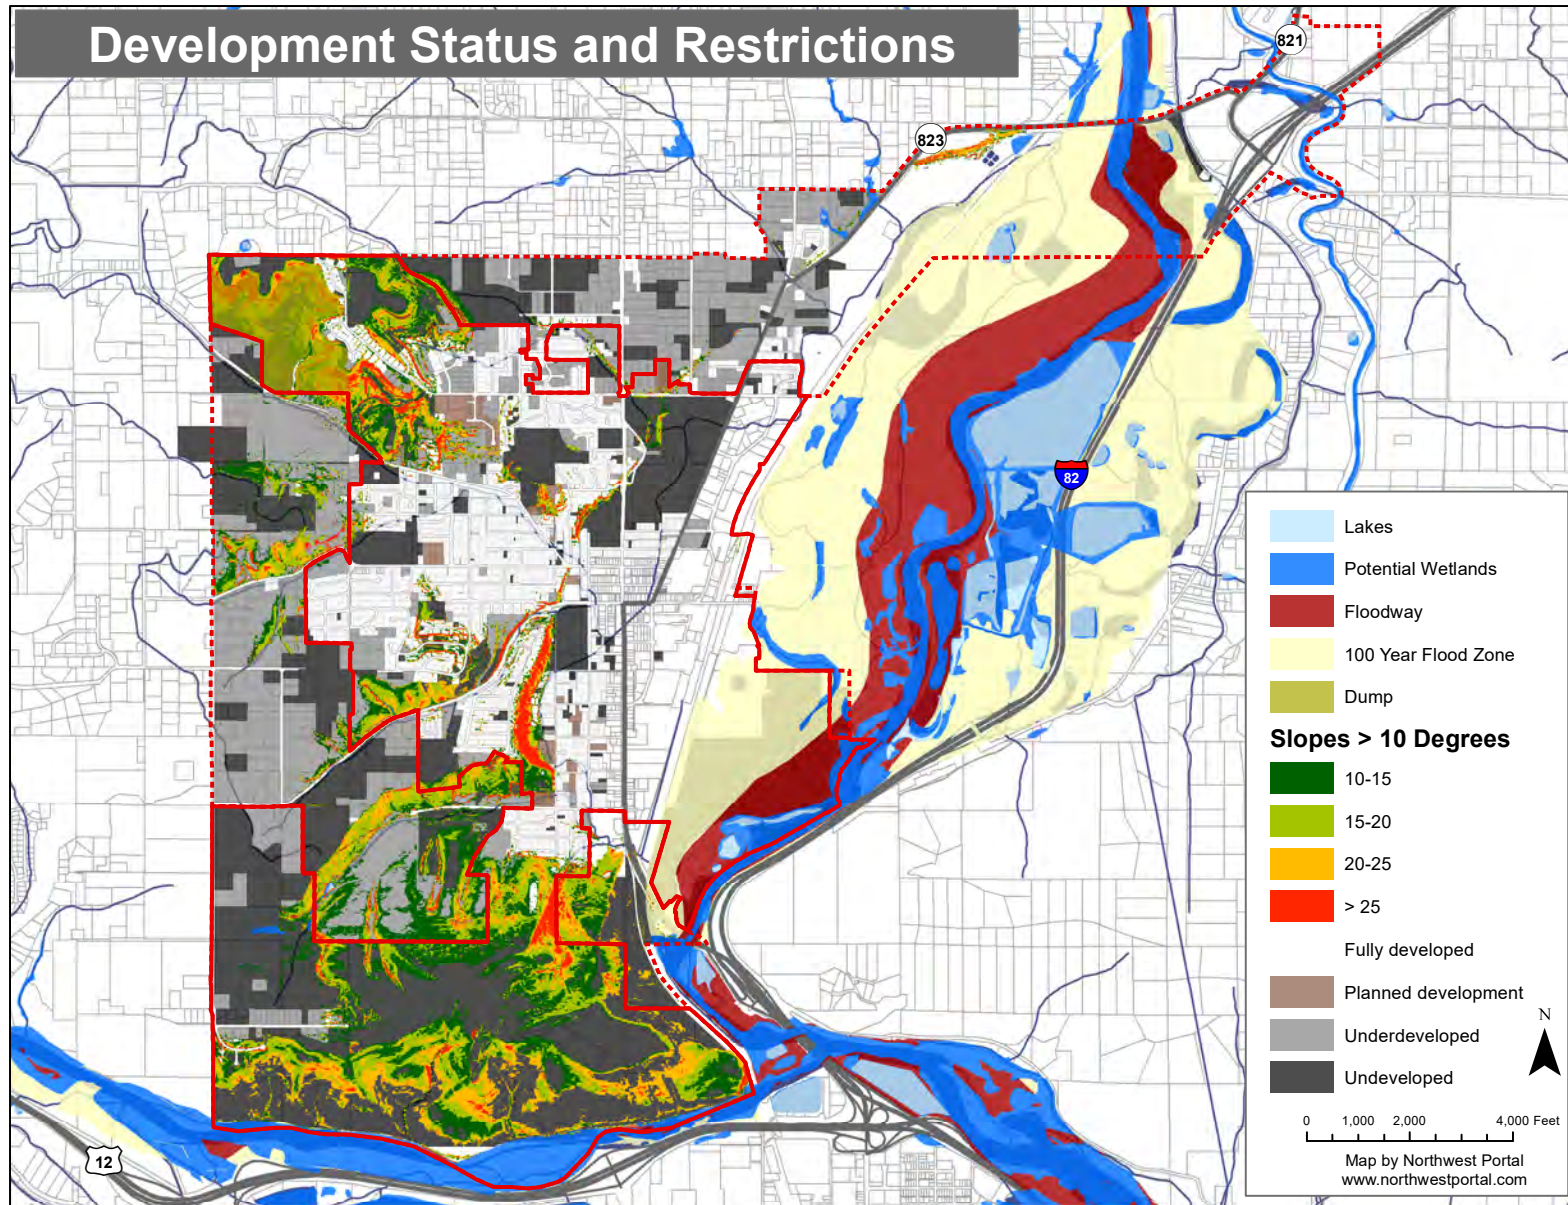 Development Status and Restrictions
821
823
82
12
Lakes
Potential Wetlands
Floodway
100 Year Flood Zone
Dump
Slopes > 10 Degrees
10-15
15-20
20-25
> 25
Fully developed
Planned development
Underdeveloped
Undeveloped
N
0 1,000 2,000 4,000 Feet
Map by Northwest Portal
www.northwestportal.com